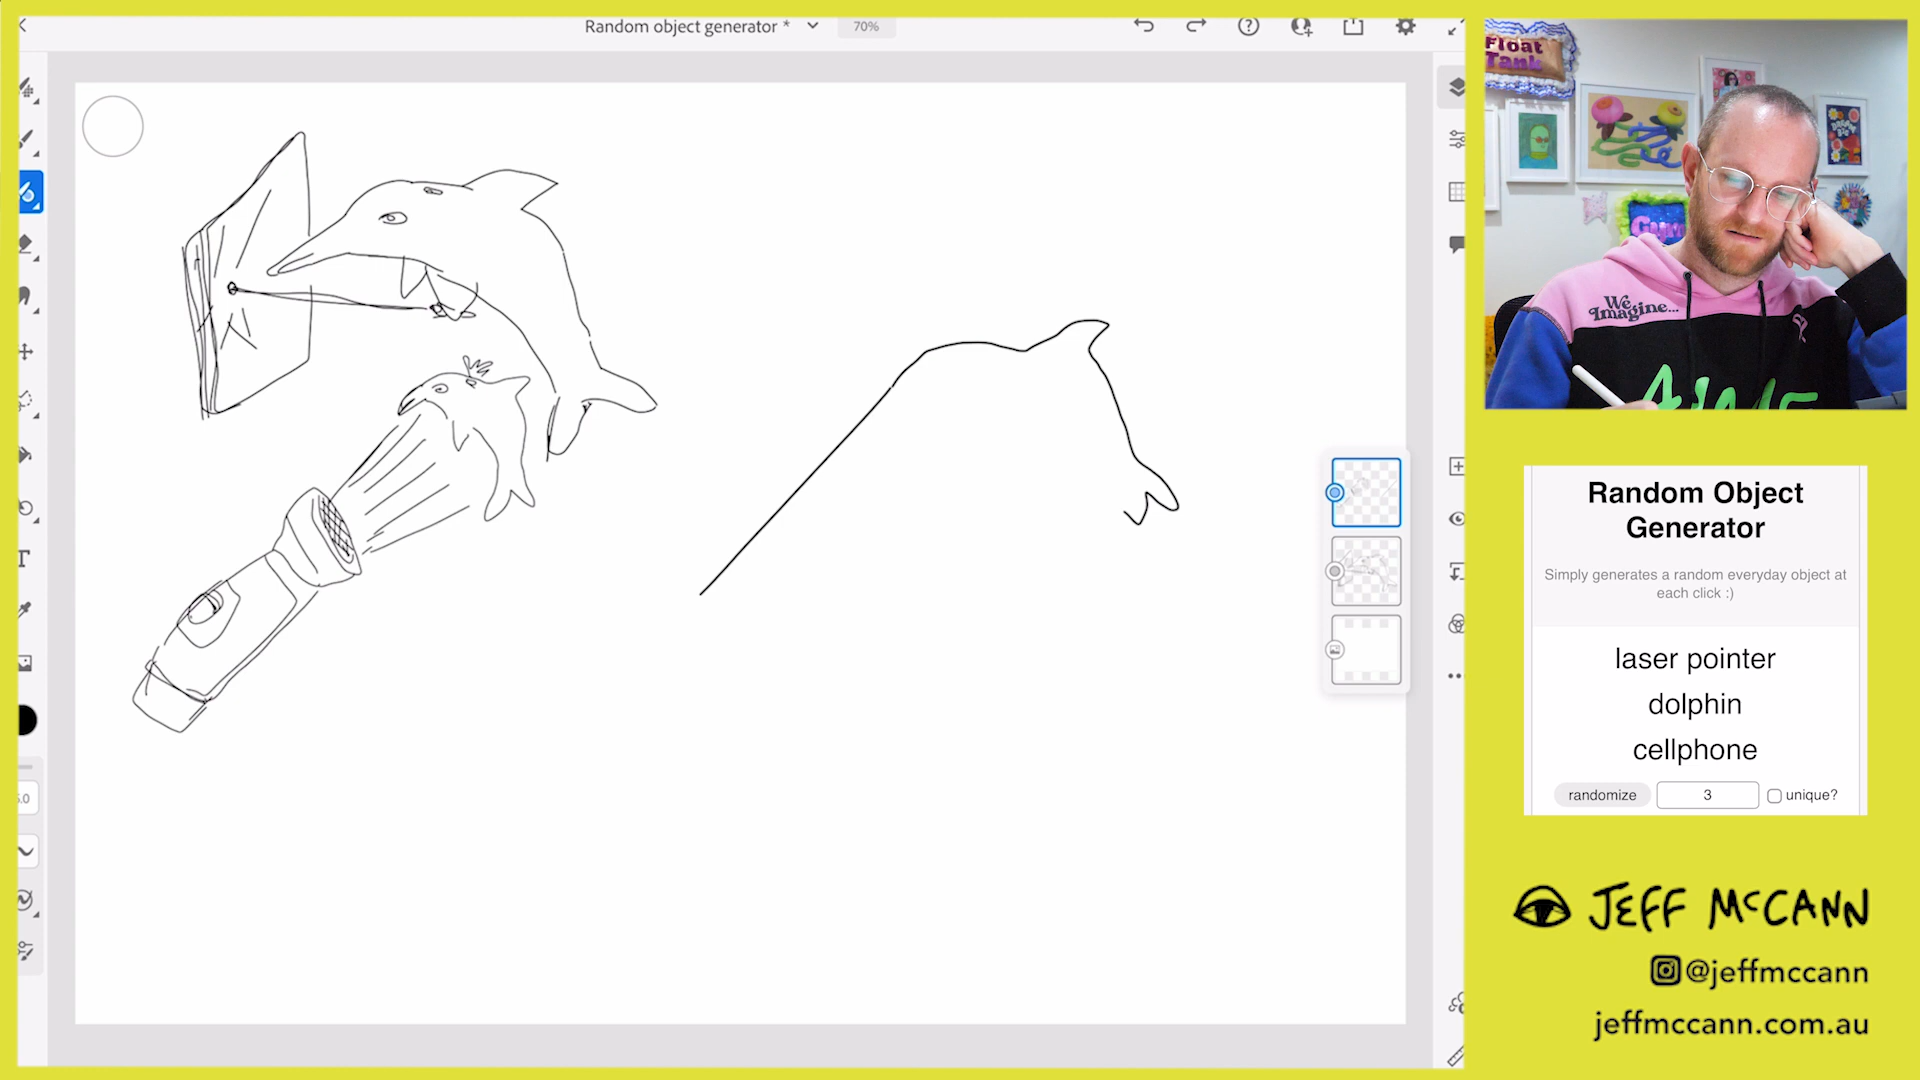 Random object generator *
70%
Float
Tank
We
Imagine...
Random Object
Generator
Simply generates a random everyday object at
each click :)
laser pointer
dolphin
cellphone
randomize
3
unique?
JEFF McCANN
@jeffmccann
jeffmccann.com.au